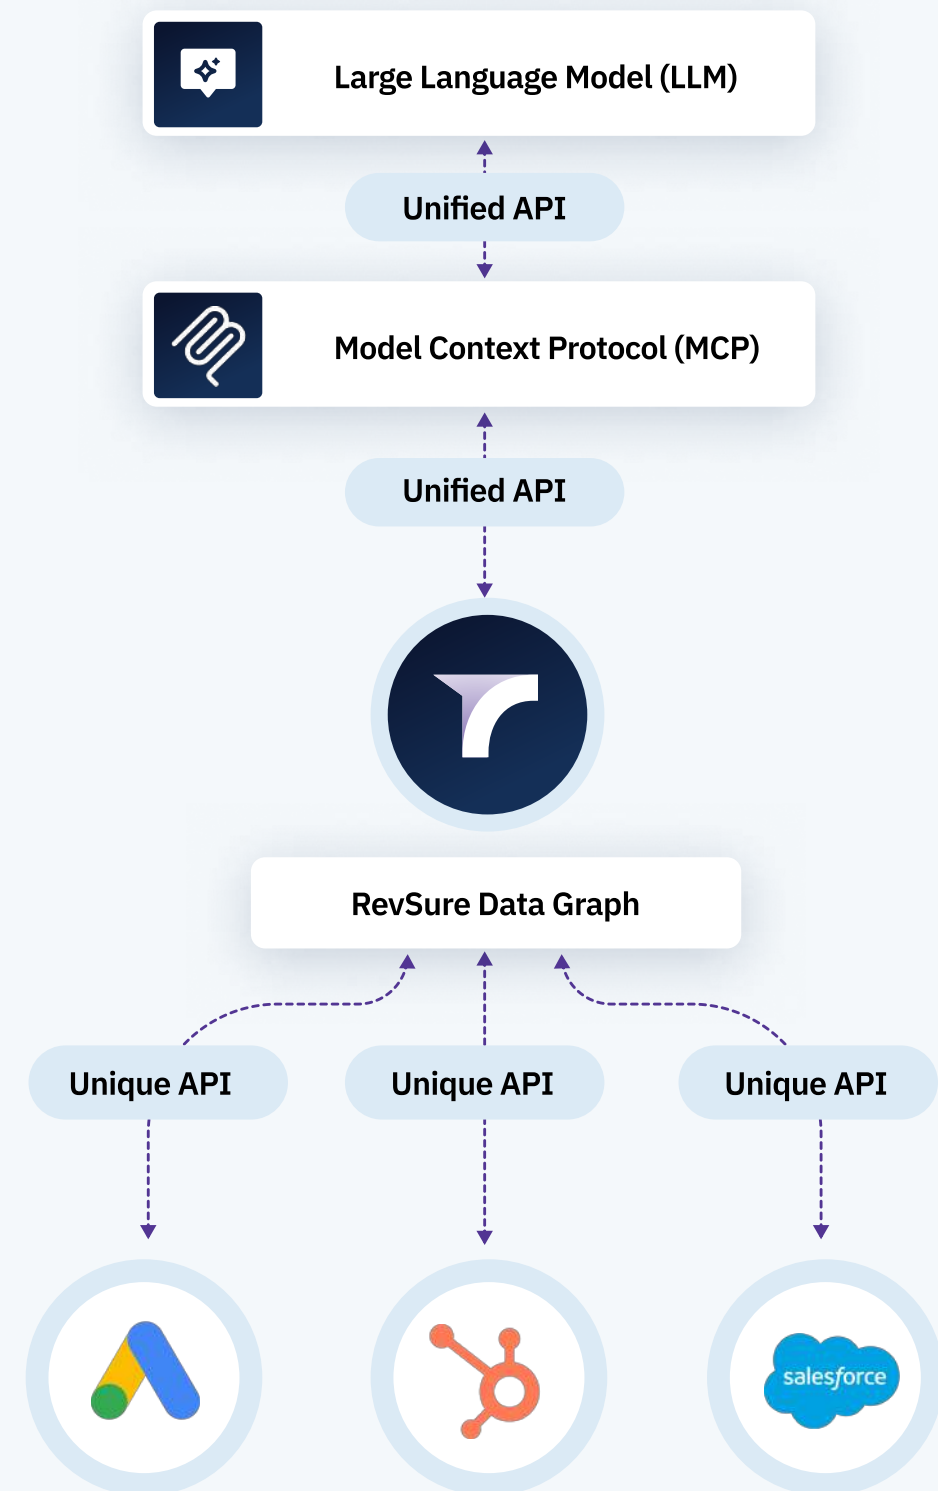 Large Language Model (LLM)
Unified API
Model Context Protocol (MCP)
Unified API
RevSure Data Graph
Unique API
Unique API
Unique API
salesforce